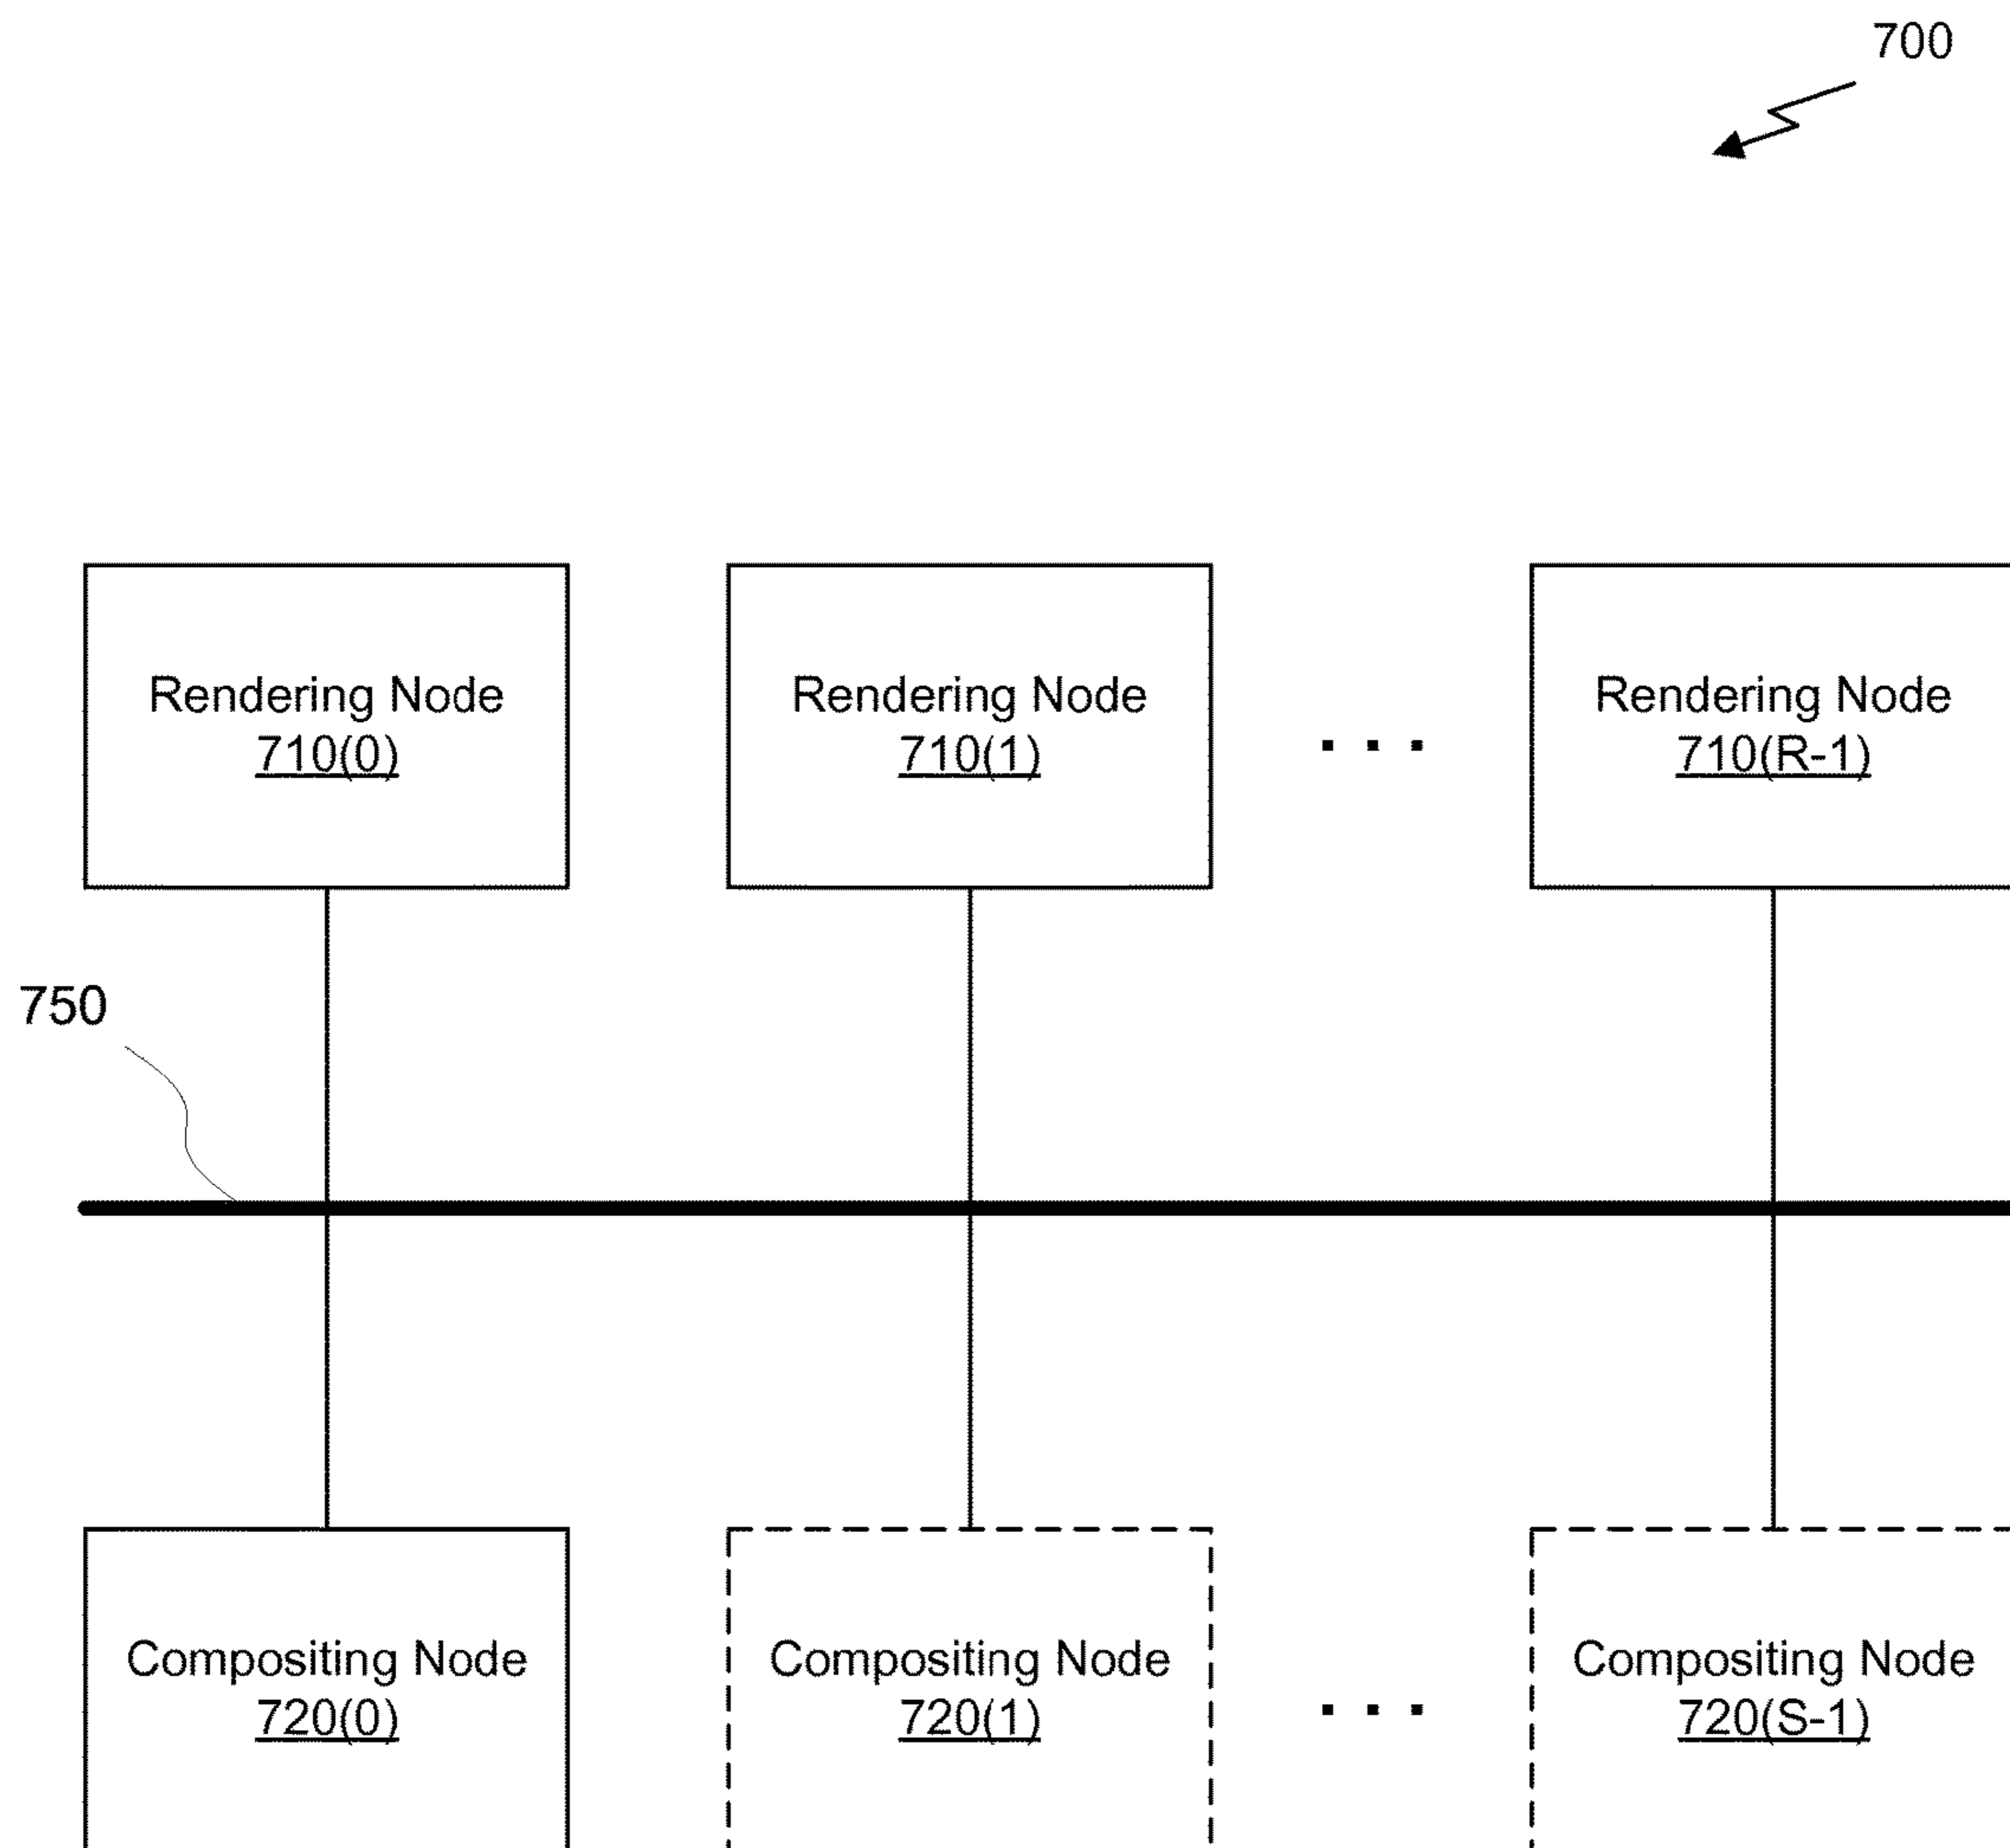 700
Rendering Node
710(0)
Rendering Node
710(1)
. . .
Rendering Node
710(R-1)
750
Compositing Node
720(0)
Compositing Node
720(1)
. . .
Compositing Node
720(S-1)